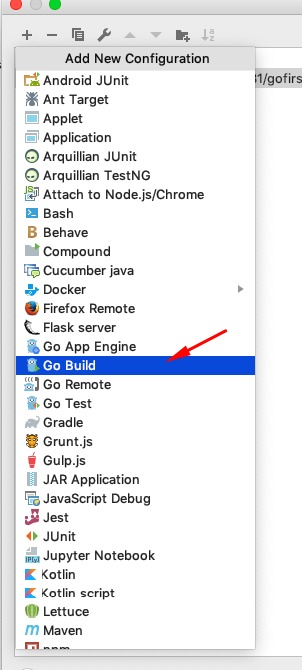 Add New Configuration
31/gofirs
Android JUnit
Ant Target
Applet
Application
Arquillian JUnit
Arquillian TestNG
Attach to Node.js/Chrome
Bash
Behave
Compound
Cucumber java
Docker
Firefox Remote
Flask server
Go App Engine
Go Build
Go Remote
Go Test
Gradle
Grunt.js
Gulp.js
JAR Application
JavaScript Debug
Jest
JUnit
Jupyter Notebook
Kotlin
Kotlin script
Lettuce
Maven
npm